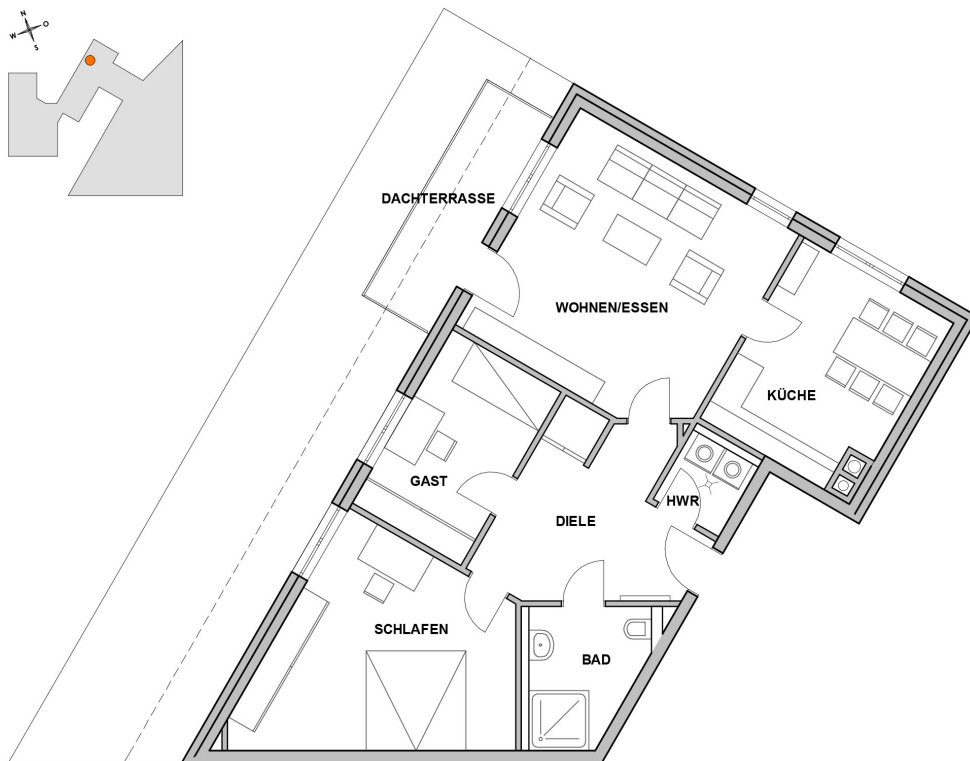 N
W O
S
DACHTERRASSE
WOHNEN/ESSEN
KÜCHE
GAST
HWR
DIELE
SCHLAFEN
BAD